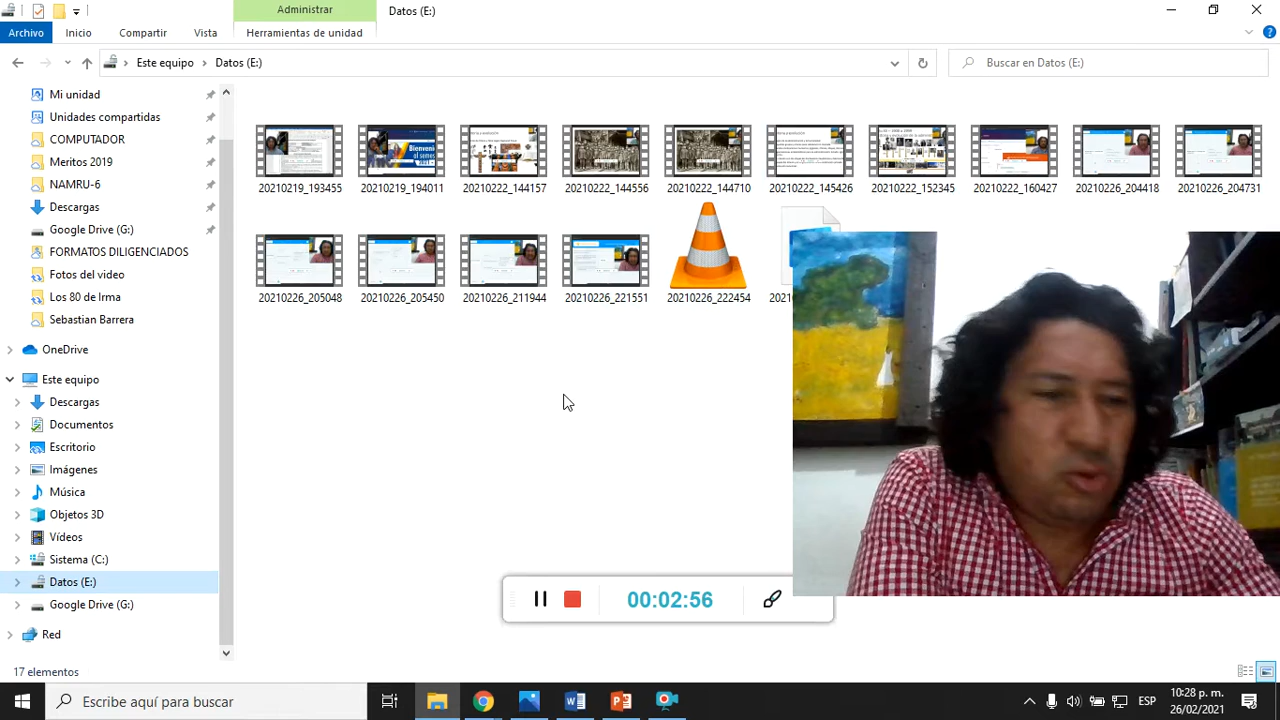 Administrar
Datos (E:)
Archivo
Inicio
Compartir
Vista
Herramientas de unidad
Este equipo
Datos (E:)
Buscar en Datos (E:)
Mi unidad
Unidades compartidas
COMPUTADOR
Meritos 2019
NAMRU-6
Descargas
Google Drive (G:)
FORMATOS DILIGENCIADOS
Fotos del video
Los 80 de Irma
Sebastian Barrera
OneDrive
Este equipo
Descargas
Documentos
Escritorio
Imágenes
Música
Objetos 3D
Vídeos
Sistema (C:)
Datos (E:)
Google Drive (G:)
Red
20210219_193455
20210219_194011
20210222_144157
20210222_144556
20210222_144710
20210222_145426
20210222_152345
20210222_160427
20210226_204418
20210226_204731
20210226_205048
20210226_205450
20210226_211944
20210226_221551
20210226_222454
00:02:56
17 elementos
Escribe aquí para buscar
ESP
10:28 p. m.
26/02/2021